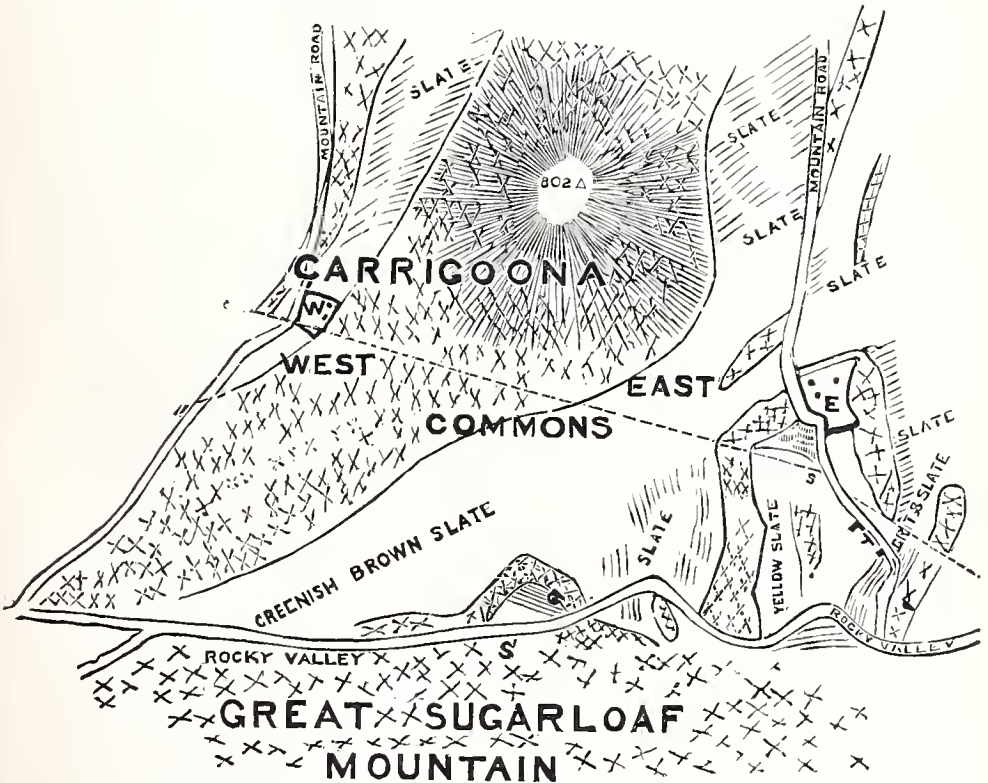 MOUNTAIN ROAD
SLATE
802 △
SLATE
MOUNTAIN ROAD
SLATE
SLATE
CARRIGOONA
W
WEST
EAST
COMMONS
E
SLATE
S
GRIT & SLATE
GREENISH BROWN SLATE
SLATE
YELLOW SLATE
T
G
A
ROCKY VALLEY
S
ROCKY VALLEY
GREAT SUGARLOAF
MOUNTAIN